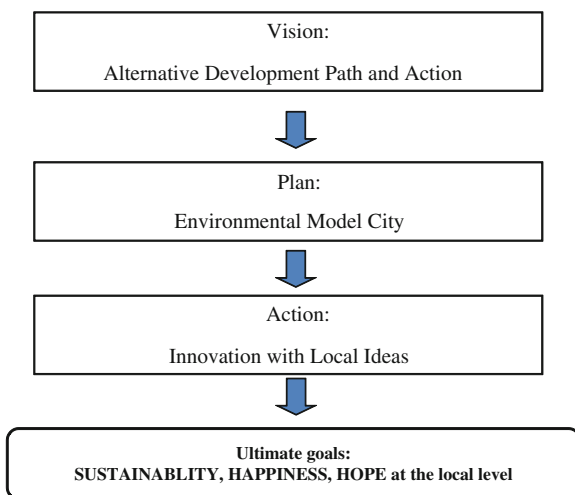 Vision:
Alternative Development Path and Action
Plan:
Environmental Model City
Action:
Innovation with Local Ideas
Ultimate goals:
SUSTAINABLITY, HAPPINESS, HOPE at the local level